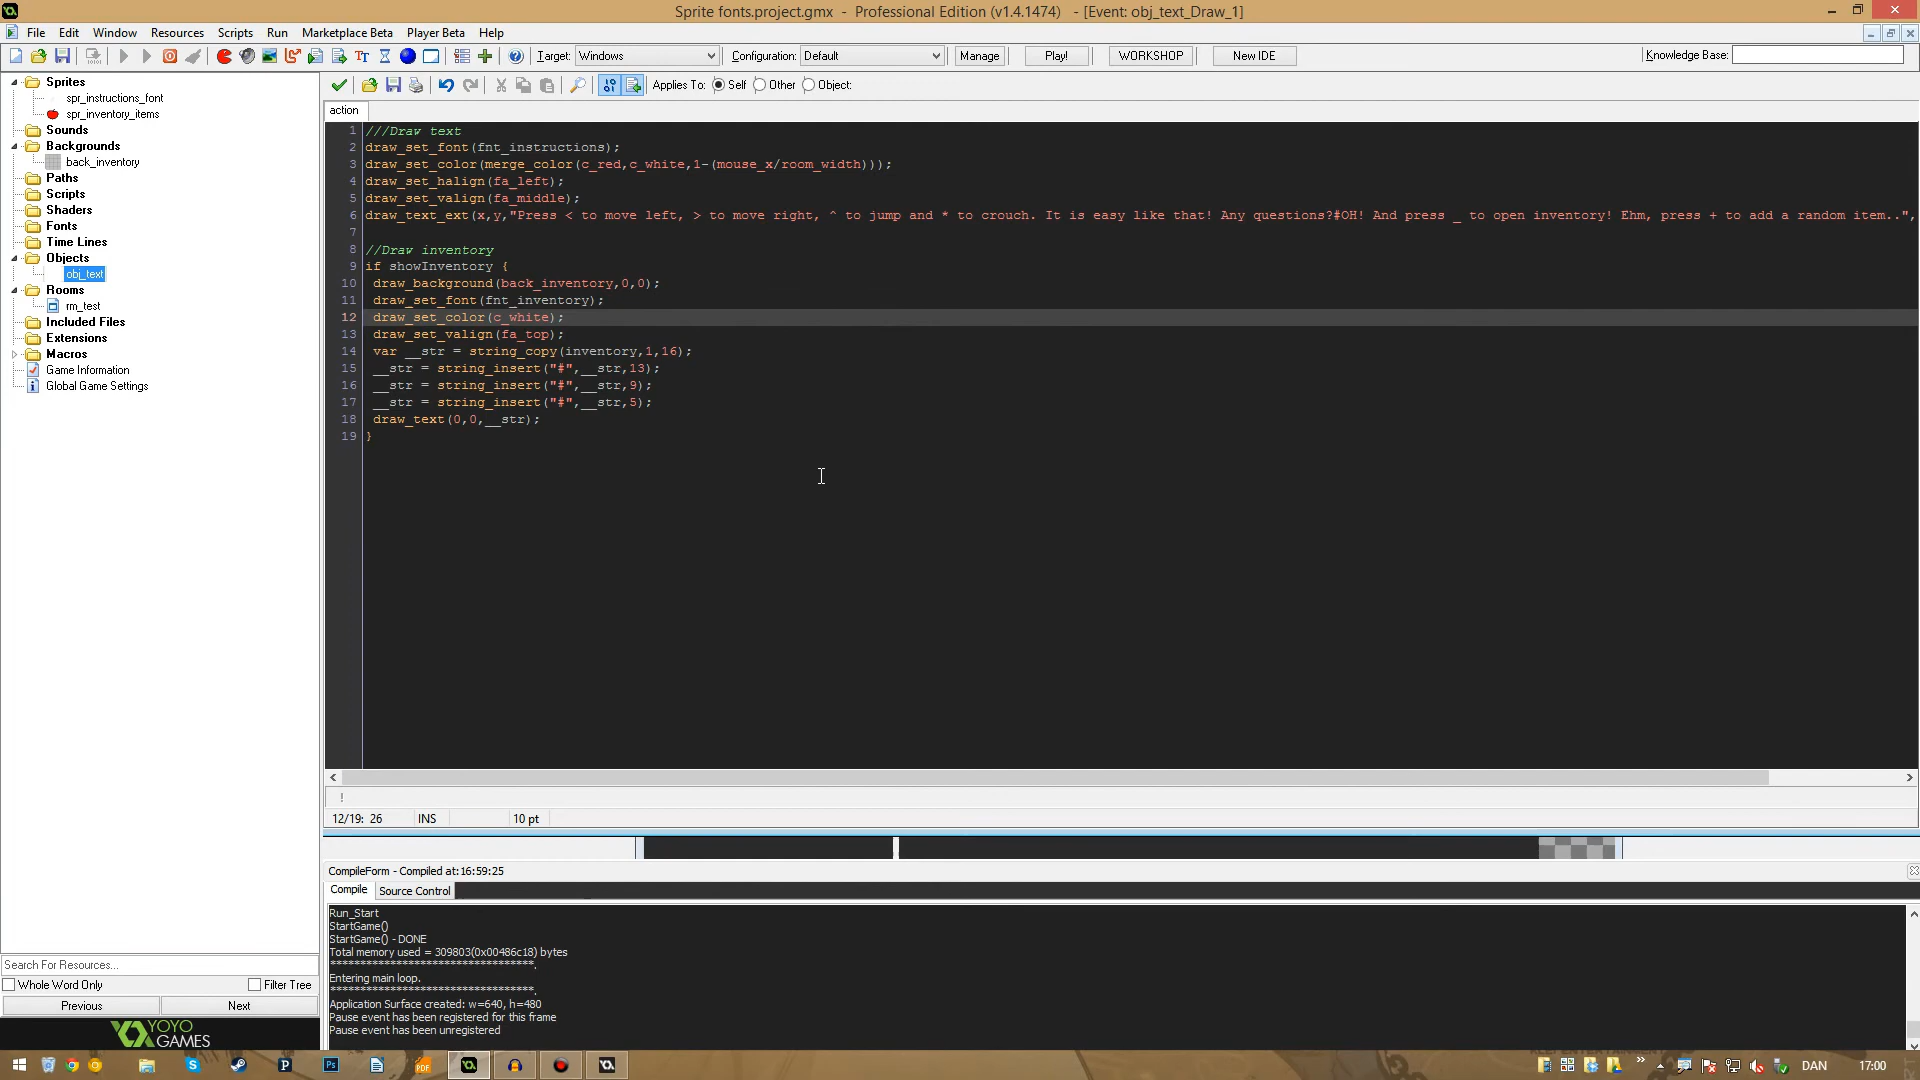 Sprite fonts.project.gmx - Professional Edition (v1.4.1474) - [Event: obj_text_Draw_1]
File Edit Window Resources Scripts Run Marketplace Beta Player Beta Help
Target: Windows Configuration: Default Manage Play! WORKSHOP New IDE Knowledge Base:
Applies To: Self Other Object:
action
Sprites
spr_instructions_font
spr_inventory_items
Sounds
Backgrounds
back_inventory
Paths
Scripts
Shaders
Fonts
Time Lines
Objects
obj_text
Rooms
rm_test
Included Files
Extensions
Macros
Game Information
Global Game Settings
1 ///Draw text
2 draw_set_font(fnt_instructions);
3 draw_set_color(merge_color(c_red,c_white,1-(mouse_x/room_width)));
4 draw_set_halign(fa_left);
5 draw_set_valign(fa_middle);
6 draw_text_ext(x,y,"Press < to move left, > to move right, ^ to jump and * to crouch. It is easy like that! Any questions?#OH! And press _ to open inventory! Ehm, press + to add a random item..",
7
8 //Draw inventory
9 if showInventory {
10 draw_background(back_inventory,0,0);
11 draw_set_font(fnt_inventory);
12 draw_set_color(c_white);
13 draw_set_valign(fa_top);
14 var __str = string_copy(inventory,1,16);
15 __str = string_insert("#",__str,13);
16 __str = string_insert("#",__str,9);
17 __str = string_insert("#",__str,5);
18 draw_text(0,0,__str);
19 }
!
12/19: 26 INS 10 pt
CompileForm - Compiled at:16:59:25
Compile Source Control
Run_Start
StartGame()
StartGame() - DONE
Total memory used = 309803(0x00486c18) bytes
**********************************.
Entering main loop.
**********************************.
Application Surface created: w=640, h=480
Pause event has been registered for this frame
Pause event has been unregistered
Search For Resources...
Whole Word Only Filter Tree
Previous Next
YOYO
GAMES
DAN 17:00